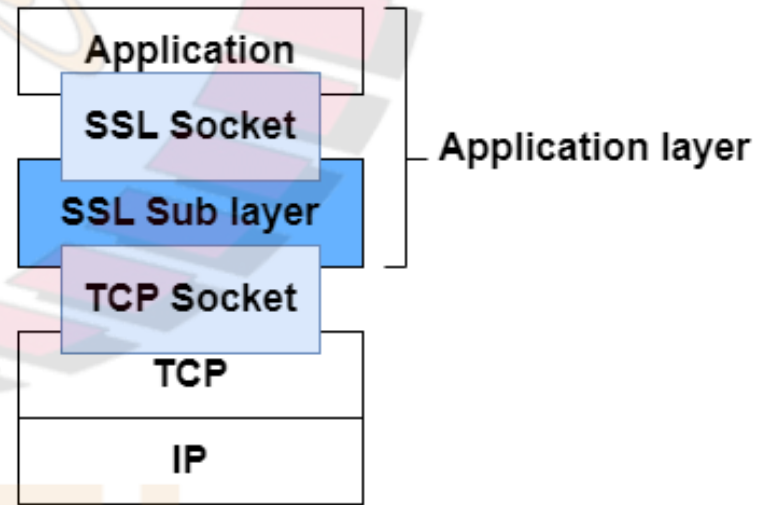 Application
SSL Socket
Application layer
SSL Sub layer
TCP Socket
TCP
IP